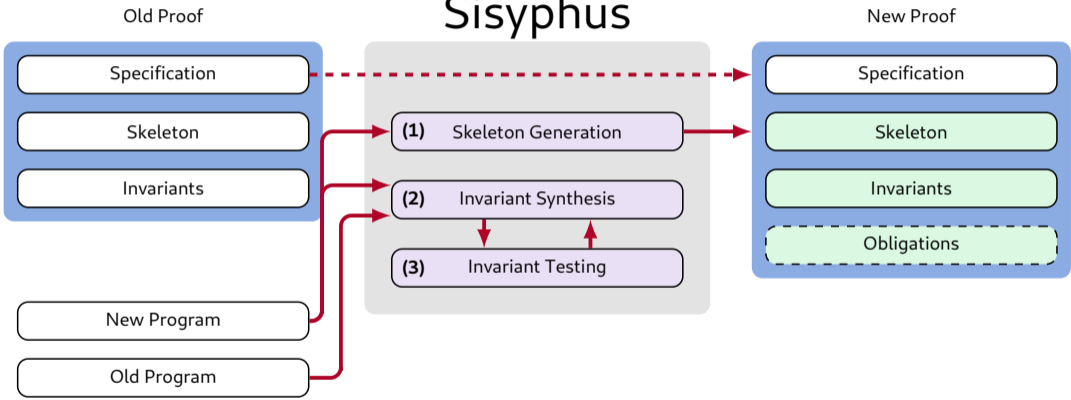 Sisyphus
Old Proof
New Proof
Specification
Skeleton
Invariants
New Program
Old Program
(1) Skeleton Generation
(2) Invariant Synthesis
(3) Invariant Testing
Specification
Skeleton
Invariants
Obligations